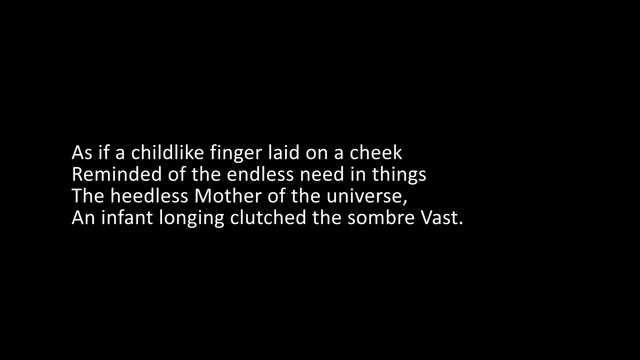 As if a childlike finger laid on a cheek
Reminded of the endless need in things
The heedless Mother of the universe,
An infant longing clutched the sombre Vast.